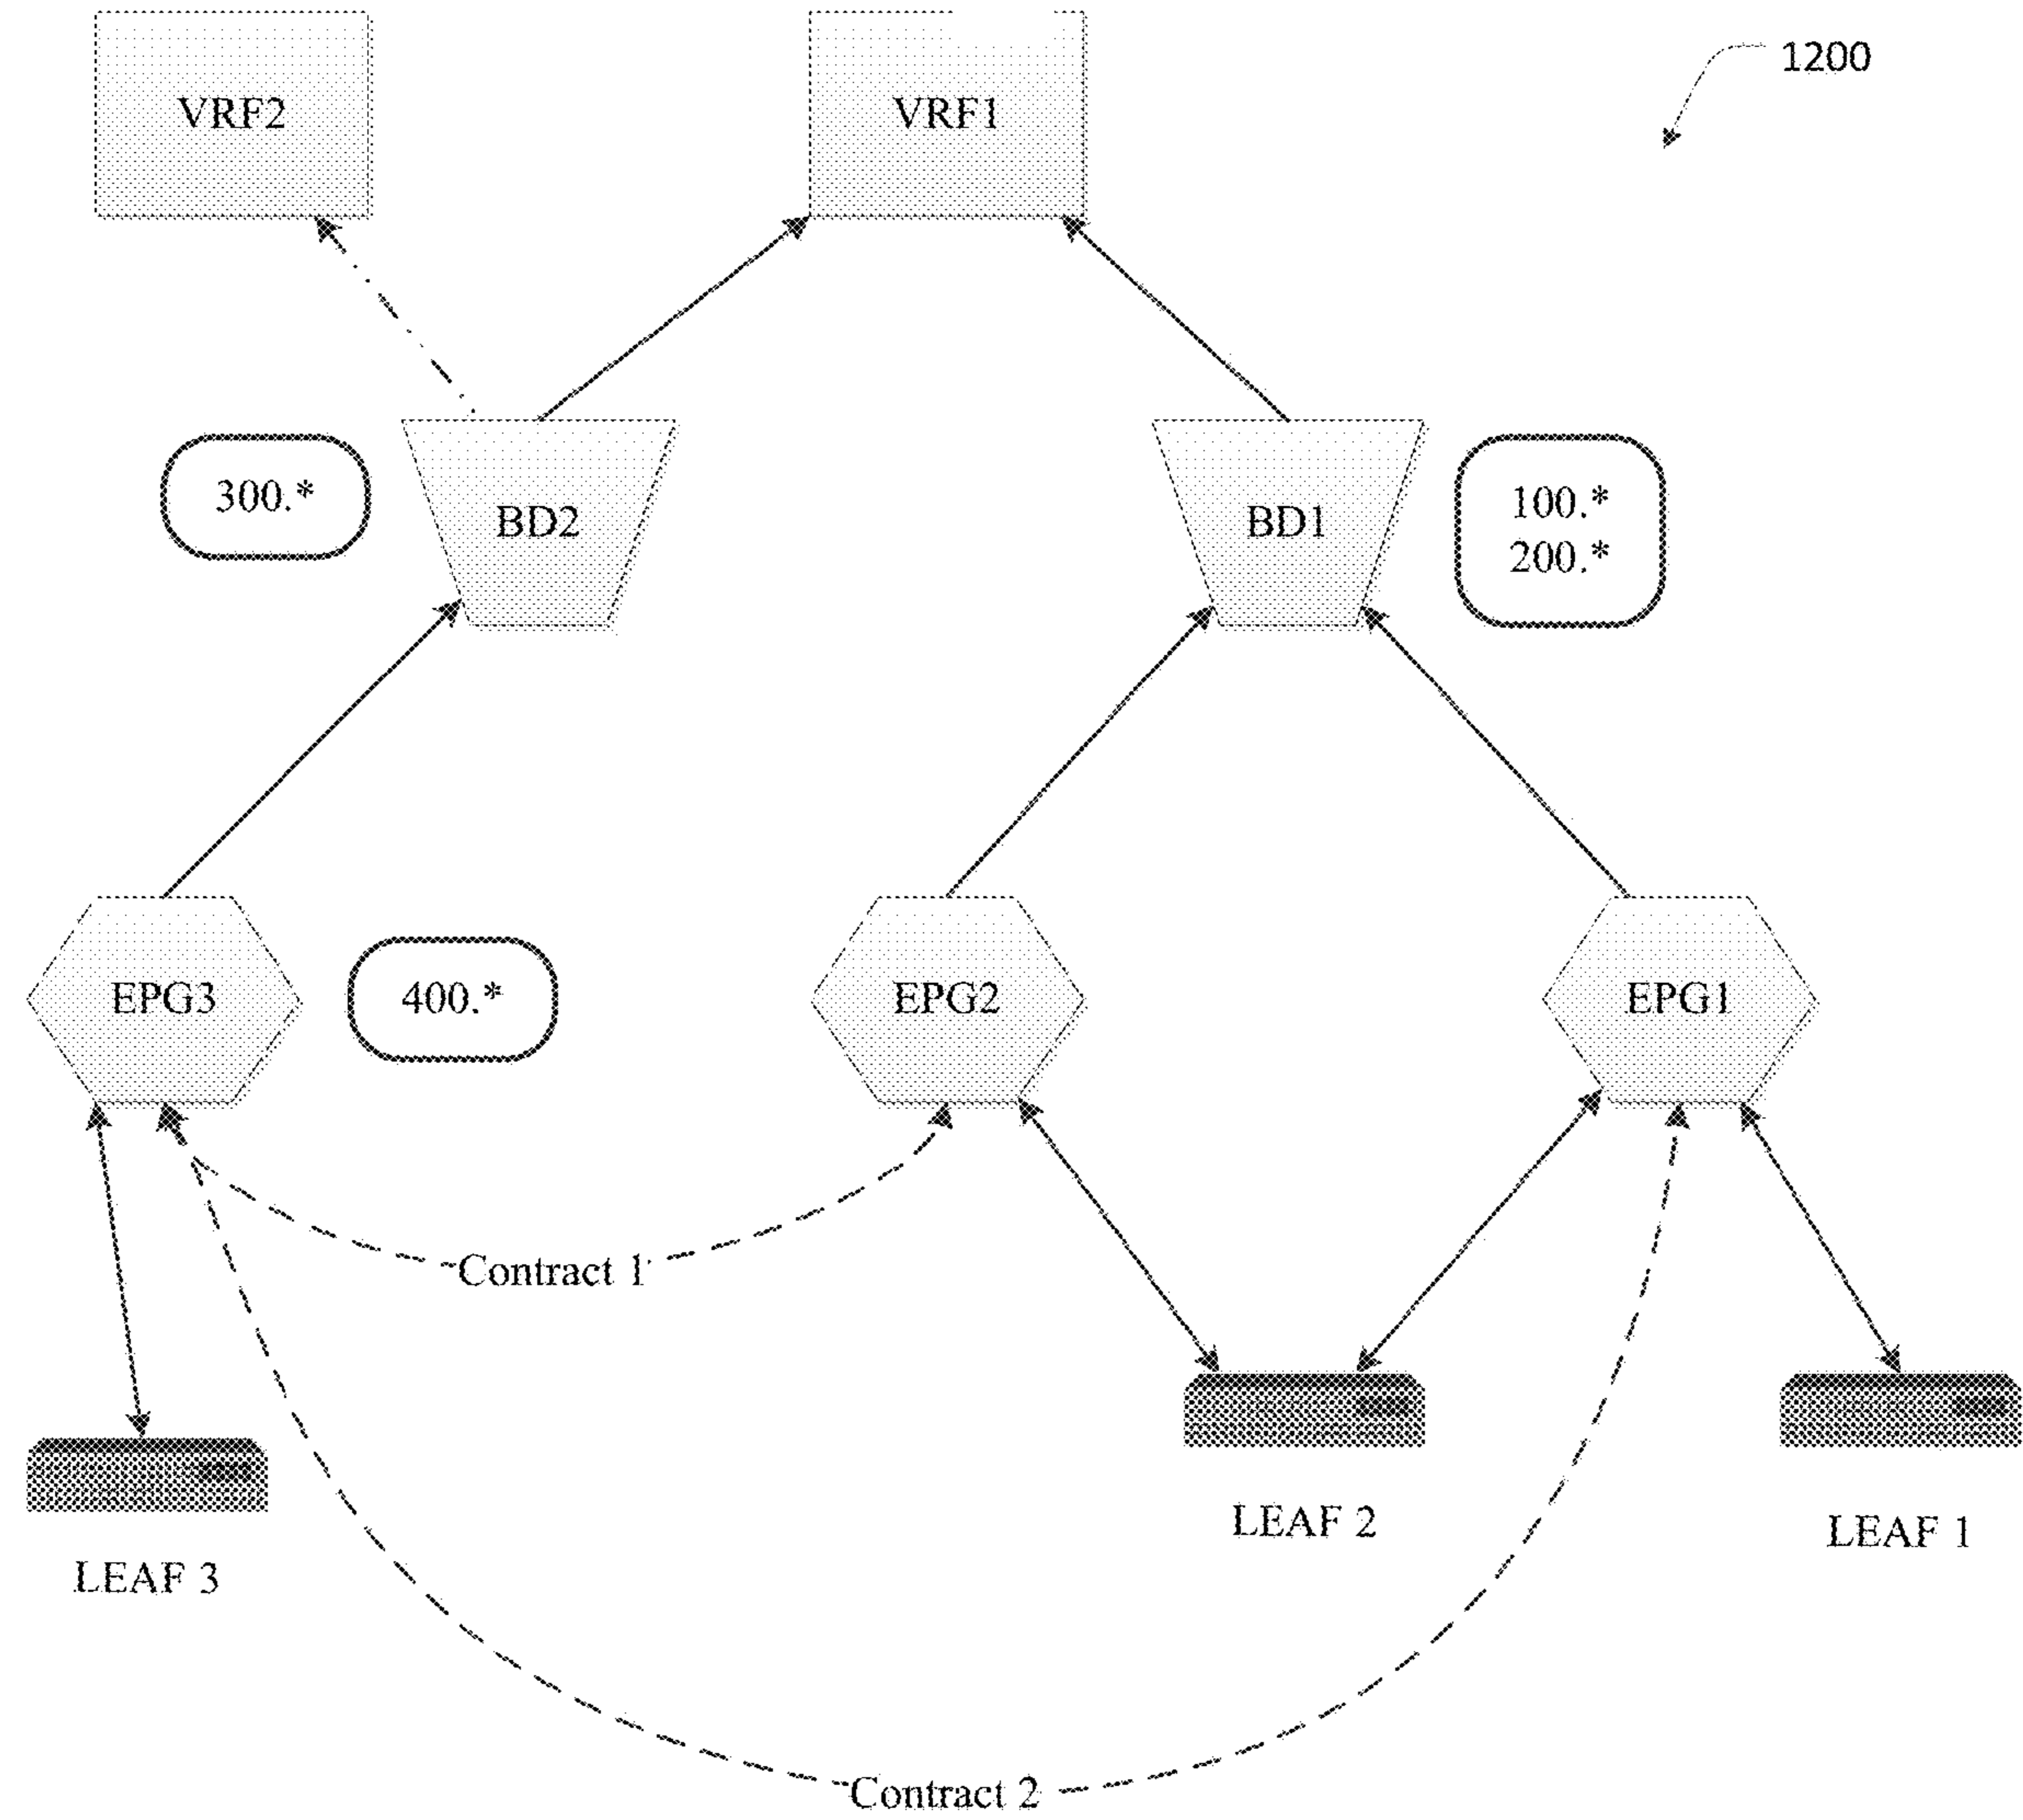 VRF2
VRF1
1200
300.*
BD2
BD1
100.*
200.*
EPG3
400.*
EPG2
EPG1
Contract 1
LEAF 2
LEAF 1
LEAF 3
Contract 2